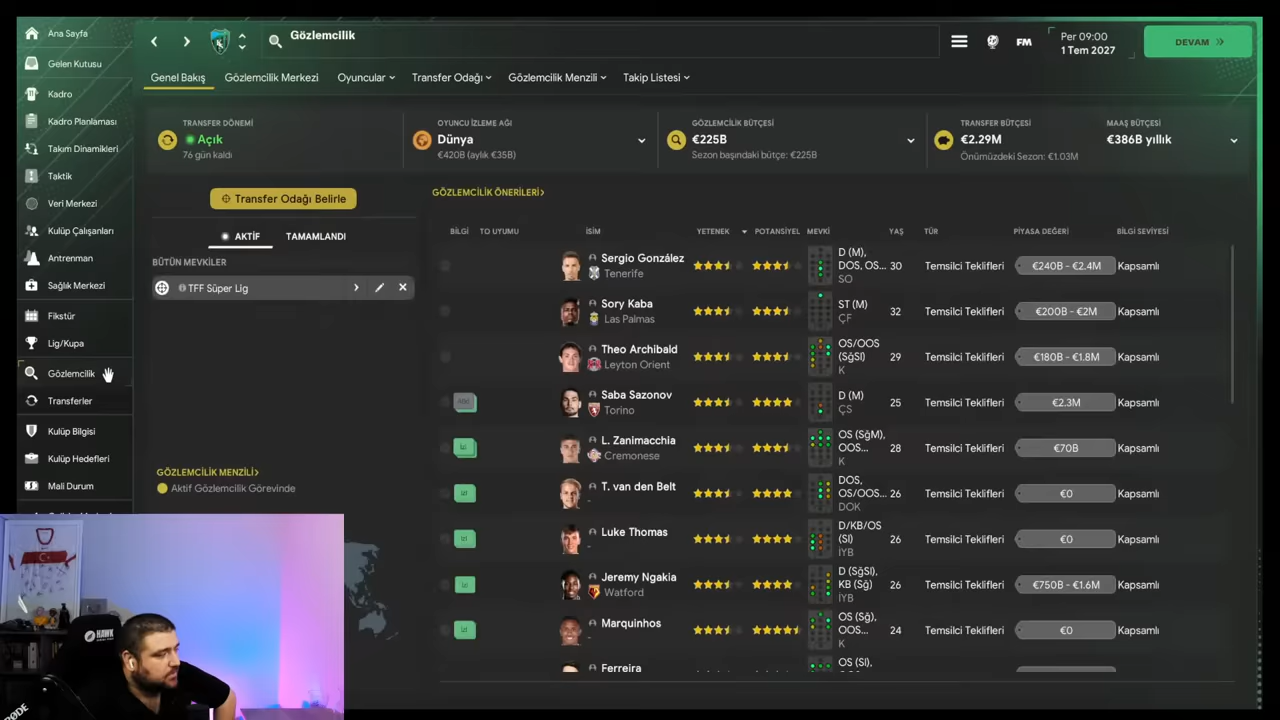 Ana Sayfa
Gelen Kutusu
Kadro
Kadro Planlaması
Takım Dinamikleri
Taktik
Veri Merkezi
Kulüp Çalışanları
Antrenman
Sağlık Merkezi
Fikstür
Lig/Kupa
Gözlemcilik
Transferler
Kulüp Bilgisi
Kulüp Hedefleri
Mali Durum
Gözlemcilik
FM
Per 09:00
1 Tem 2027
DEVAM
Genel Bakış
Gözlemcilik Merkezi
Oyuncular
Transfer Odağı
Gözlemcilik Menzili
Takip Listesi
TRANSFER DÖNEMİ
Açık
76 gün kaldı
OYUNCU İZLEME AĞI
Dünya
€420B (aylık €35B)
GÖZLEMCİLİK BÜTÇESİ
€225B
Sezon başındaki bütçe: €225B
TRANSFER BÜTÇESİ
€2.29M
Önümüzdeki Sezon: €1.03M
MAAŞ BÜTÇESİ
€386B yıllık
Transfer Odağı Belirle
AKTİF
TAMAMLANDI
BÜTÜN MEVKİLER
TFF Süper Lig
GÖZLEMCİLİK MENZİLİ>
Aktif Gözlemcilik Görevinde
GÖZLEMCİLİK ÖNERİLERİ>
BİLGİ TO UYUMU İSİM YETENEK POTANSİYEL MEVKİ YAŞ TÜR PİYASA DEĞERİ BİLGİ SEVİYESİ
Sergio González
Tenerife
D (M), DOS, OS...
SO
30
Temsilci Teklifleri
€240B - €2.4M
Kapsamlı
Sory Kaba
Las Palmas
ST (M)
ÇF
32
Temsilci Teklifleri
€200B - €2M
Kapsamlı
Theo Archibald
Leyton Orient
OS/OOS (SğSl)
K
29
Temsilci Teklifleri
€180B - €1.8M
Kapsamlı
Saba Sazonov
Torino
D (M)
ÇS
25
Temsilci Teklifleri
€2.3M
Kapsamlı
L. Zanimacchia
Cremonese
OS (SğM), OOS...
K
28
Temsilci Teklifleri
€70B
Kapsamlı
T. van den Belt
-
DOS, OS/OOS...
DOK
26
Temsilci Teklifleri
€0
Kapsamlı
Luke Thomas
-
D/KB/OS (Sl)
İYB
26
Temsilci Teklifleri
€0
Kapsamlı
Jeremy Ngakia
Watford
D (SğSl), KB (Sğ)
İYB
26
Temsilci Teklifleri
€750B - €1.6M
Kapsamlı
Marquinhos
-
OS (Sğ), OOS...
K
24
Temsilci Teklifleri
€0
Kapsamlı
Ferreira
OS (Sl),
HAWK
RØDE